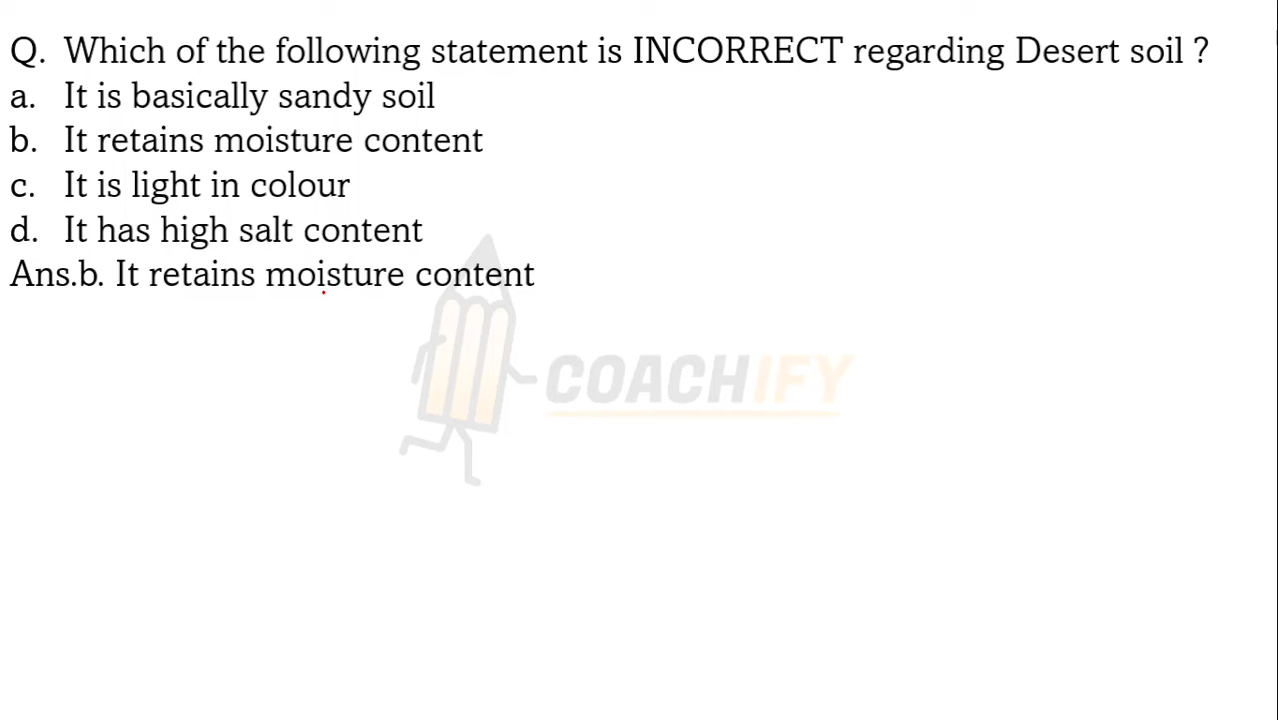 Q. Which of the following statement is INCORRECT regarding Desert soil ?
a. It is basically sandy soil
b. It retains moisture content
c. It is light in colour
d. It has high salt content
Ans.b. It retains moisture content
COACHIFY